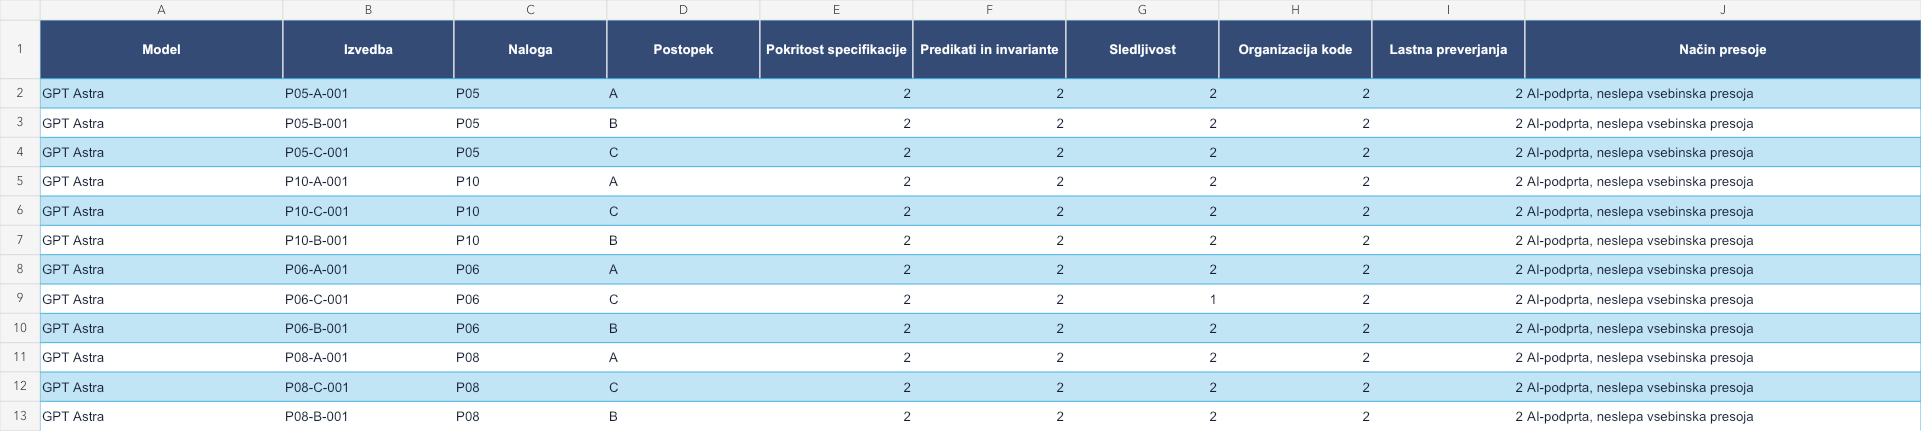 A B C D E F G H I J
1 Model Izvedba Naloga Postopek Pokritost specifikacije Predikati in invariante Sledljivost Organizacija kode Lastna preverjanja Način presoje
2 GPT Astra P05-A-001 P05 A 2 2 2 2 2 AI-podprta, neslepa vsebinska presoja
3 GPT Astra P05-B-001 P05 B 2 2 2 2 2 AI-podprta, neslepa vsebinska presoja
4 GPT Astra P05-C-001 P05 C 2 2 2 2 2 AI-podprta, neslepa vsebinska presoja
5 GPT Astra P10-A-001 P10 A 2 2 2 2 2 AI-podprta, neslepa vsebinska presoja
6 GPT Astra P10-C-001 P10 C 2 2 2 2 2 AI-podprta, neslepa vsebinska presoja
7 GPT Astra P10-B-001 P10 B 2 2 2 2 2 AI-podprta, neslepa vsebinska presoja
8 GPT Astra P06-A-001 P06 A 2 2 2 2 2 AI-podprta, neslepa vsebinska presoja
9 GPT Astra P06-C-001 P06 C 2 2 1 2 2 AI-podprta, neslepa vsebinska presoja
10 GPT Astra P06-B-001 P06 B 2 2 2 2 2 AI-podprta, neslepa vsebinska presoja
11 GPT Astra P08-A-001 P08 A 2 2 2 2 2 AI-podprta, neslepa vsebinska presoja
12 GPT Astra P08-C-001 P08 C 2 2 2 2 2 AI-podprta, neslepa vsebinska presoja
13 GPT Astra P08-B-001 P08 B 2 2 2 2 2 AI-podprta, neslepa vsebinska presoja